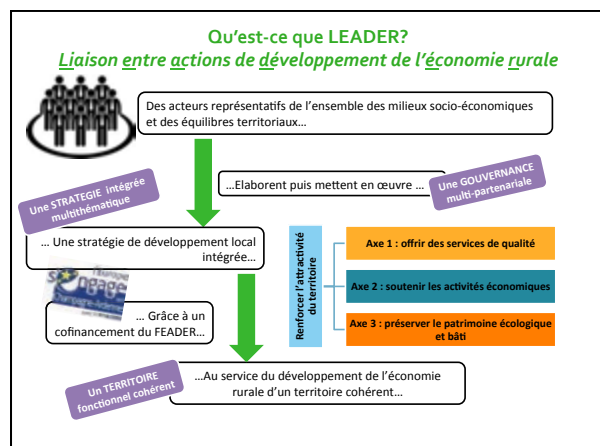 Qu'est-ce que LEADER?
Liaison entre actions de développement de l'économie rurale
Des acteurs représentatifs de l'ensemble des milieux socio-économiques
et des équilibres territoriaux…
Une STRATEGIE intégrée
multithématique
…Elaborent puis mettent en œuvre …
Une GOUVERNANCE
multi-partenariale
… Une stratégie de développement local
intégrée…
Renforcer l'attractivité
du territoire
Axe 1 : offrir des services de qualité
Axe 2 : soutenir les activités économiques
Axe 3 : préserver le patrimoine écologique
et bâti
l'Europe
s'engage
… Grâce à un
cofinancement du FEADER…
Un TERRITOIRE
fonctionnel cohérent
…Au service du développement de l'économie
rurale d'un territoire cohérent…